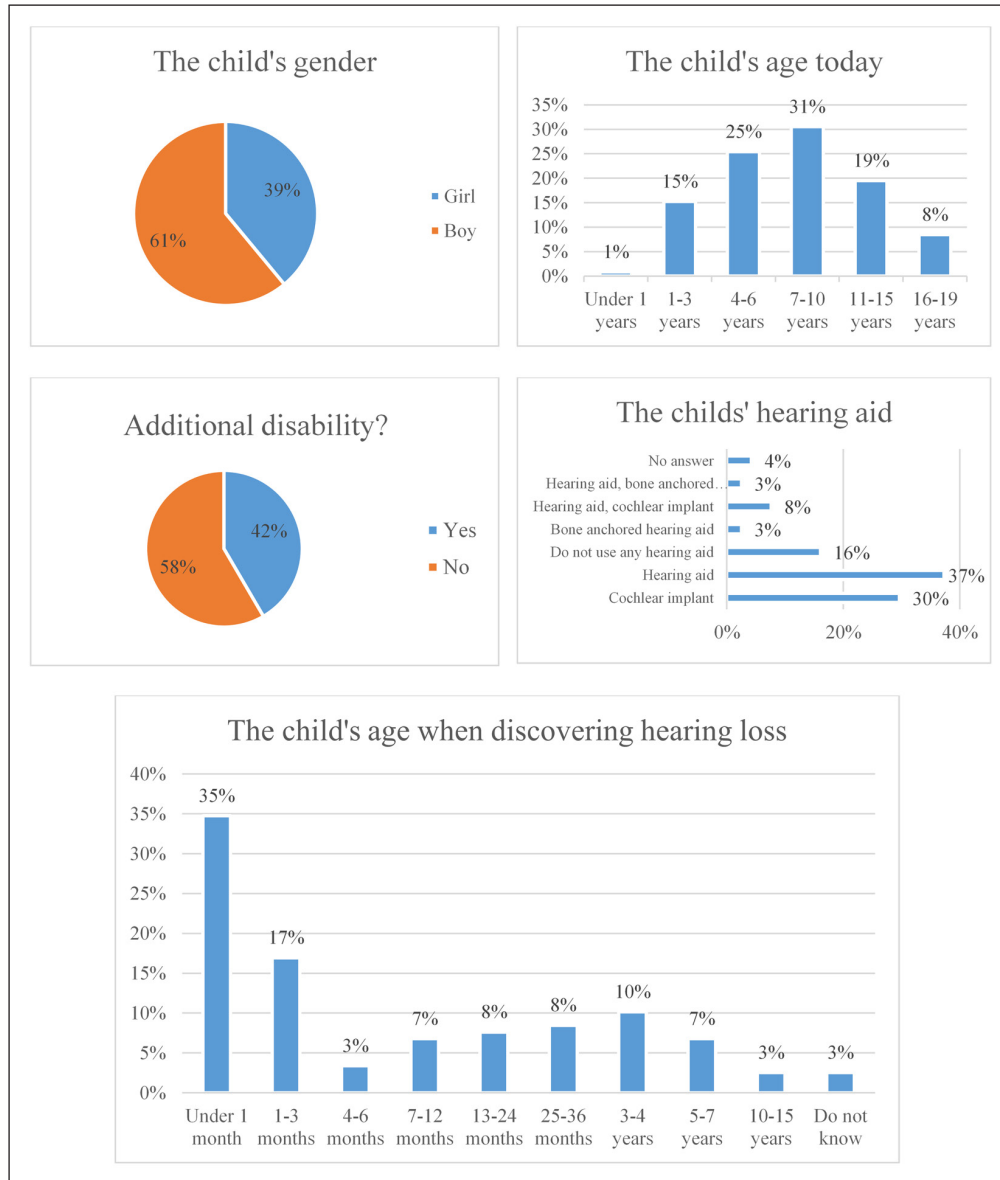 The child's gender
39%
61%
Girl
Boy
The child's age today
35%
30%
25%
20%
15%
10%
5%
0%
1%
15%
25%
31%
19%
8%
Under 1
years
1-3
years
4-6
years
7-10
years
11-15
years
16-19
years
Additional disability?
42%
58%
Yes
No
The childs' hearing aid
No answer
4%
Hearing aid, bone anchored…
3%
Hearing aid, cochlear implant
8%
Bone anchored hearing aid
3%
Do not use any hearing aid
16%
Hearing aid
37%
Cochlear implant
30%
0%
20%
40%
The child's age when discovering hearing loss
40%
35%
30%
25%
20%
15%
10%
5%
0%
35%
17%
3%
7%
8%
8%
10%
7%
3%
3%
Under 1
month
1-3
months
4-6
months
7-12
months
13-24
months
25-36
months
3-4
years
5-7
years
10-15
years
Do not
know